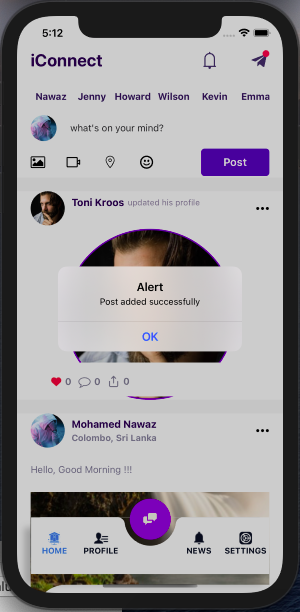 5:12
iConnect
Nawaz Jenny Howard Wilson Kevin Emma
what's on your mind?
Post
Toni Kroos updated his profile
Alert
Post added successfully
OK
0 0 0
Mohamed Nawaz
Colombo, Sri Lanka
Hello, Good Morning !!!
HOME PROFILE NEWS SETTINGS